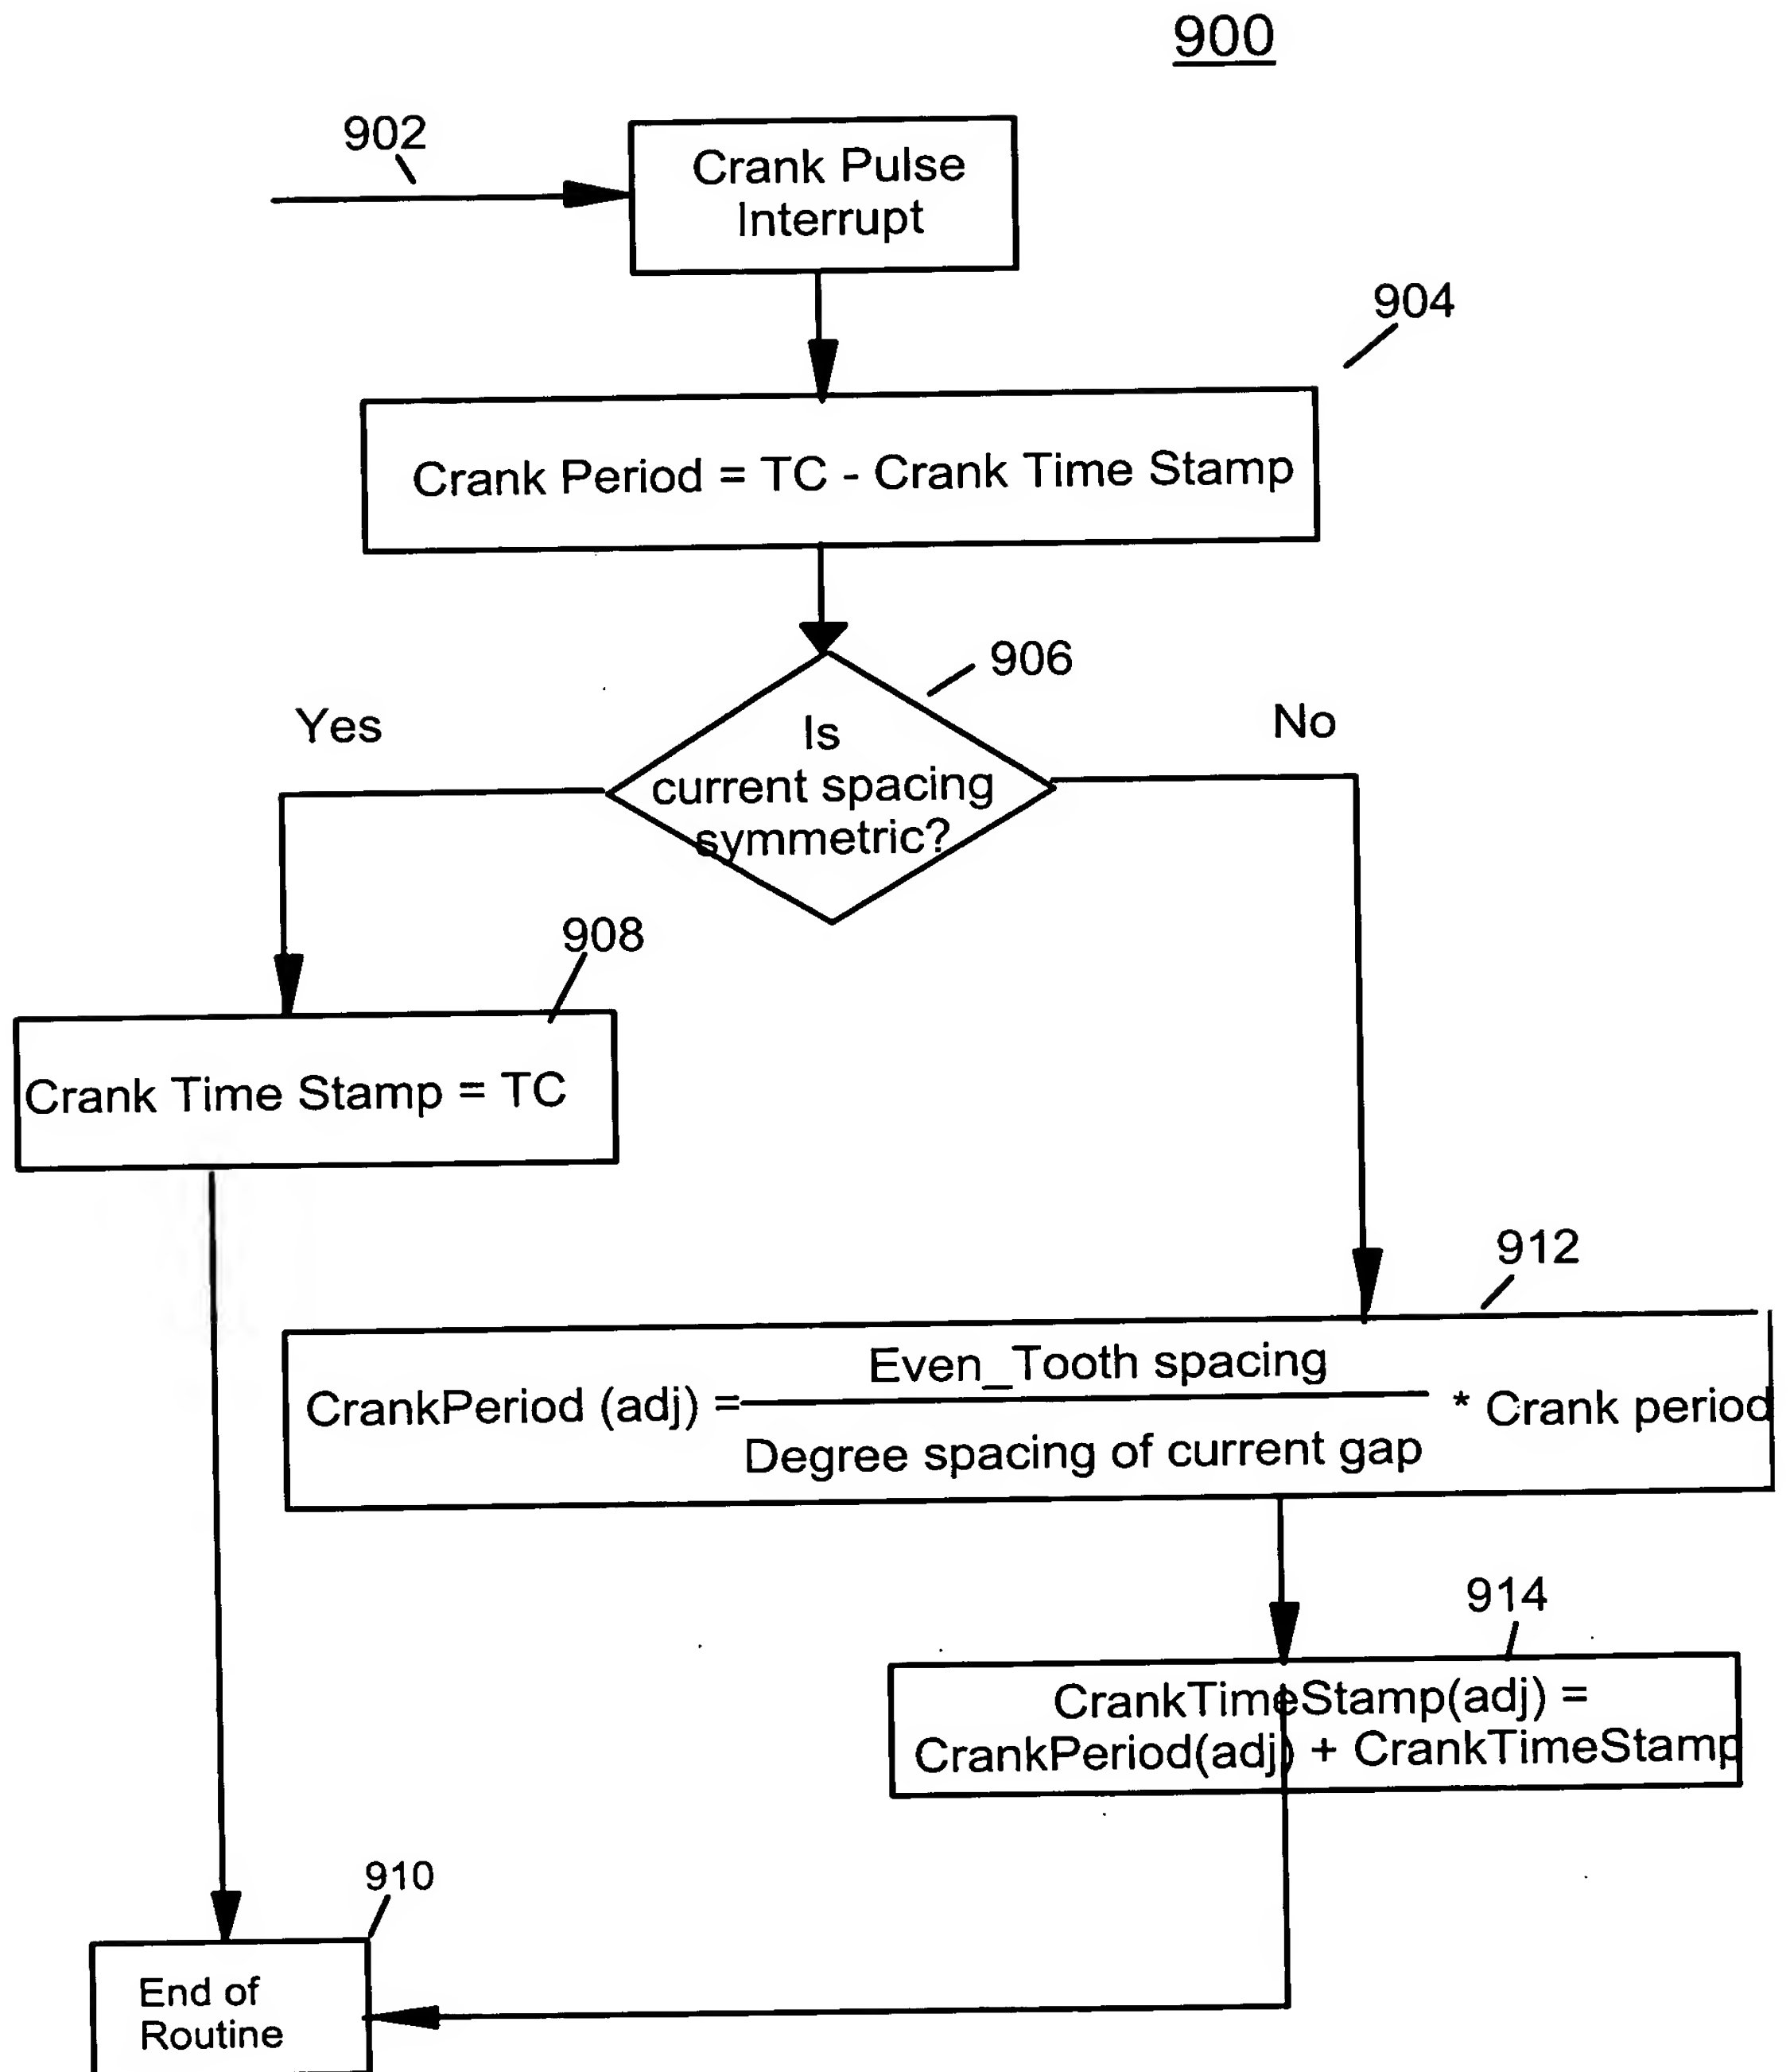 900
902
Crank Pulse
Interrupt
904
Crank Period = TC - Crank Time Stamp
906
Yes
No
Is
current spacing
symmetric?
908
Crank Time Stamp = TC
912
Even_Tooth spacing
CrankPeriod (adj) =
* Crank period
Degree spacing of current gap
914
CrankTimeStamp(adj) =
CrankPeriod(adj) + CrankTimeStamp
910
End of
Routine